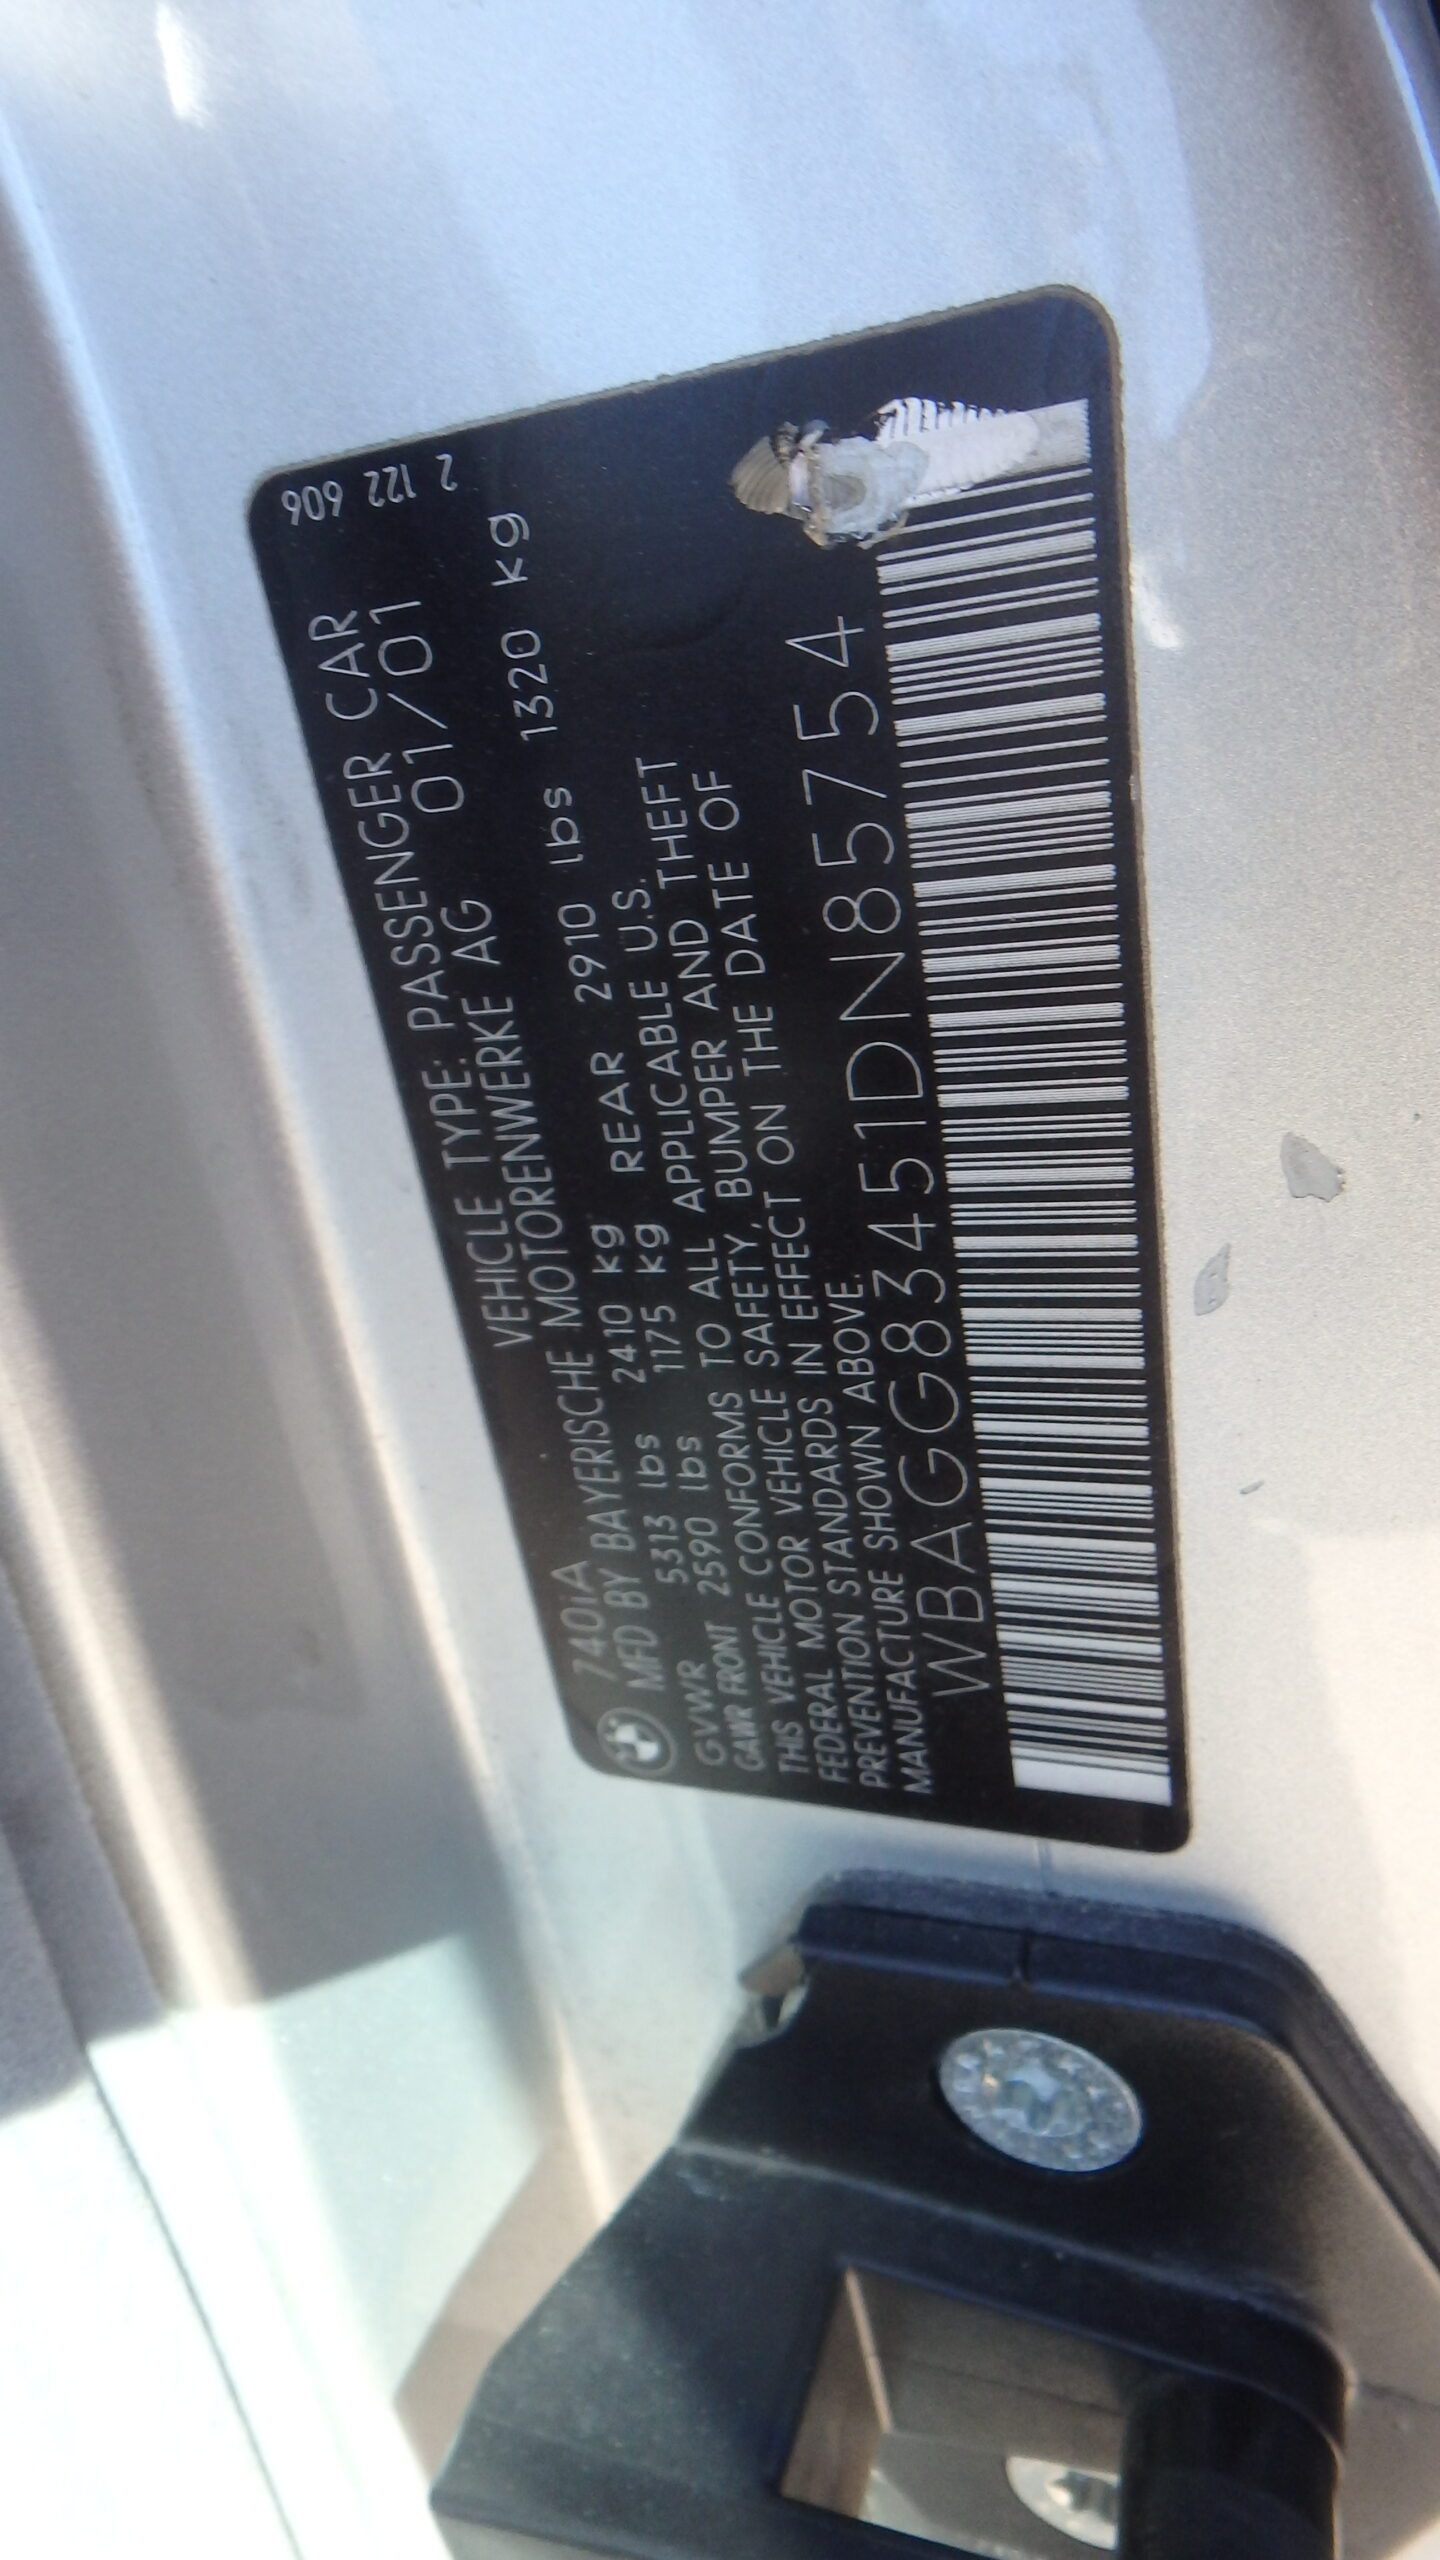 740iA VEHICLE TYPE: PASSENGER CAR
MFD BY BAYERISCHE MOTORENWERKE AG 01/01
GVWR 5313 lbs 2410 kg
GAWR FRONT 2590 lbs 1175 kg REAR 2910 lbs 1320 kg
THIS VEHICLE CONFORMS TO ALL APPLICABLE U.S.
FEDERAL MOTOR VEHICLE SAFETY, BUMPER AND THEFT
PREVENTION STANDARDS IN EFFECT ON THE DATE OF
MANUFACTURE SHOWN ABOVE.
WBAGG83451DN85754
2 122 606